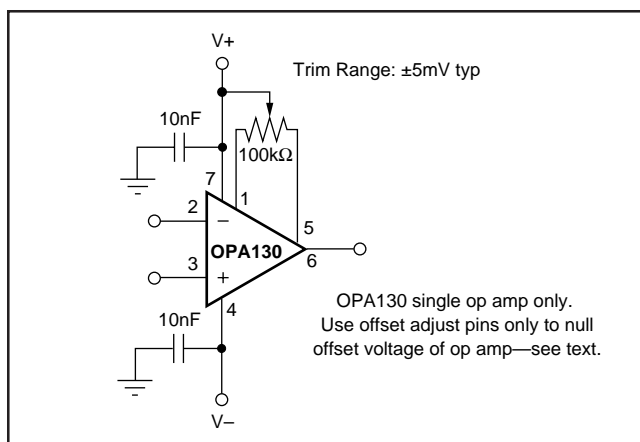 V+
Trim Range: ±5mV typ
10nF
100kΩ
7
1
2
−
5
OPA130
6
3
+
4
10nF
OPA130 single op amp only.
Use offset adjust pins only to null
offset voltage of op amp—see text.
V–